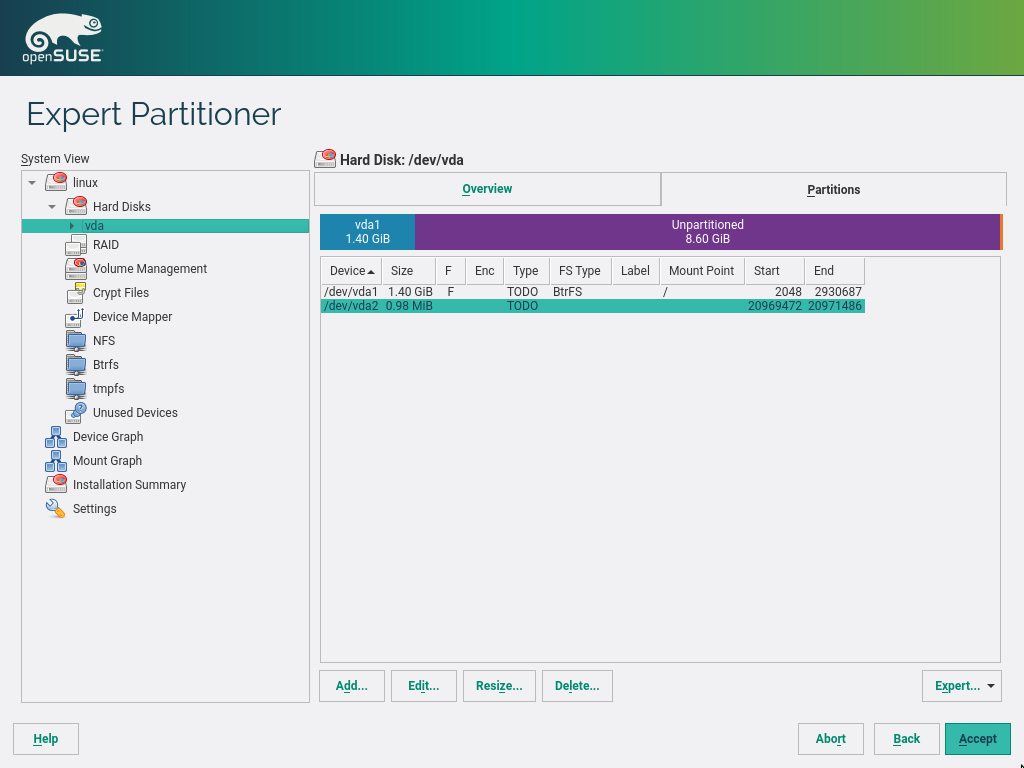 openSUSE
Expert Partitioner
System View
linux
Hard Disks
vda
RAID
Volume Management
Crypt Files
Device Mapper
NFS
Btrfs
tmpfs
Unused Devices
Device Graph
Mount Graph
Installation Summary
Settings
Hard Disk: /dev/vda
Overview Partitions
vda1 Unpartitioned
1.40 GiB 8.60 GiB
Device Size F Enc Type FS Type Label Mount Point Start End
/dev/vda1 1.40 GiB F TODO BtrFS / 2048 2930687
/dev/vda2 0.98 MiB TODO 20969472 20971486
Add... Edit... Resize... Delete... Expert...
Help Abort Back Accept